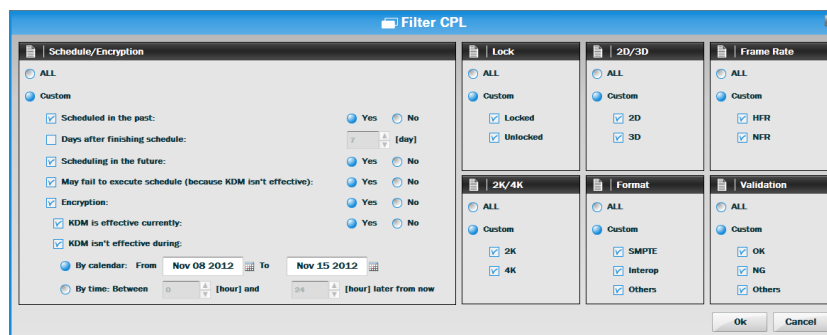 Filter CPL
Schedule/Encryption
ALL
Custom
Scheduled in the past: Yes No
Days after finishing schedule: 7 [day]
Scheduling in the future: Yes No
May fail to execute schedule (because KDM isn't effective): Yes No
Encryption: Yes No
KDM is effective currently: Yes No
KDM isn't effective during:
By calendar: From Nov 08 2012 To Nov 15 2012
By time: Between 0 [hour] and 24 [hour] later from now
Lock
ALL
Custom
Locked
Unlocked
2D/3D
ALL
Custom
2D
3D
Frame Rate
ALL
Custom
HFR
NFR
2K/4K
ALL
Custom
2K
4K
Format
ALL
Custom
SMPTE
Interop
Others
Validation
ALL
Custom
OK
NG
Others
Ok Cancel